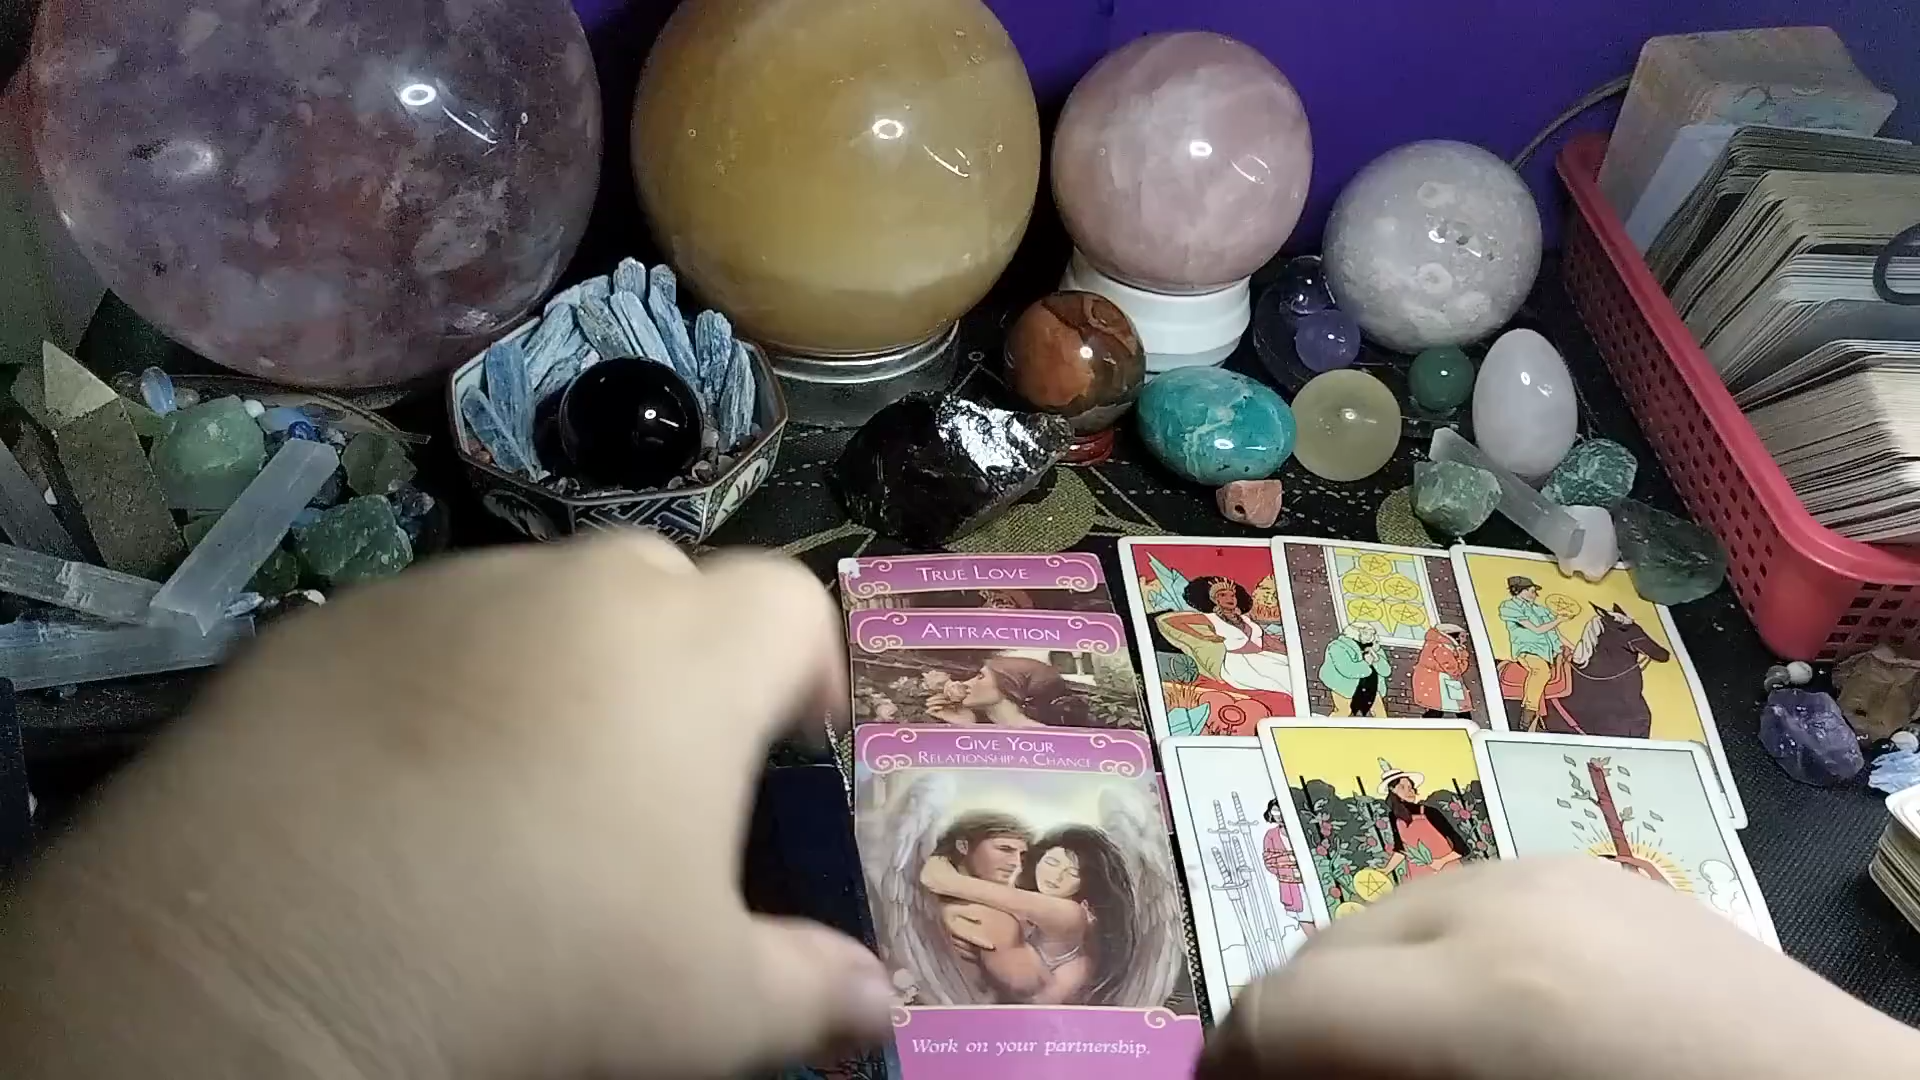 TRUE LOVE
ATTRACTION
GIVE YOUR
RELATIONSHIP A CHANCE
Work on your partnership.